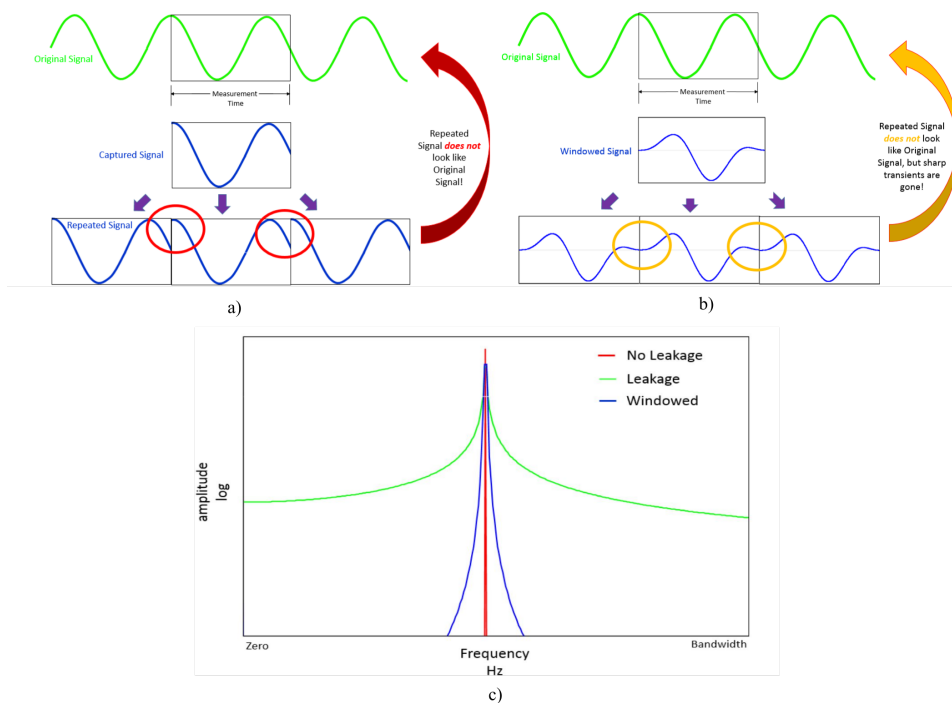 Original Signal
Measurement
Time
Captured Signal
Repeated Signal
Repeated
Signal does not
look like
Original
Signal!
a)
Original Signal
Measurement
Time
Windowed Signal
Repeated Signal
does not look
like Original
Signal, but sharp
transients are
gone!
b)
No Leakage
Leakage
Windowed
amplitude
log
Zero
Frequency
Hz
Bandwidth
c)